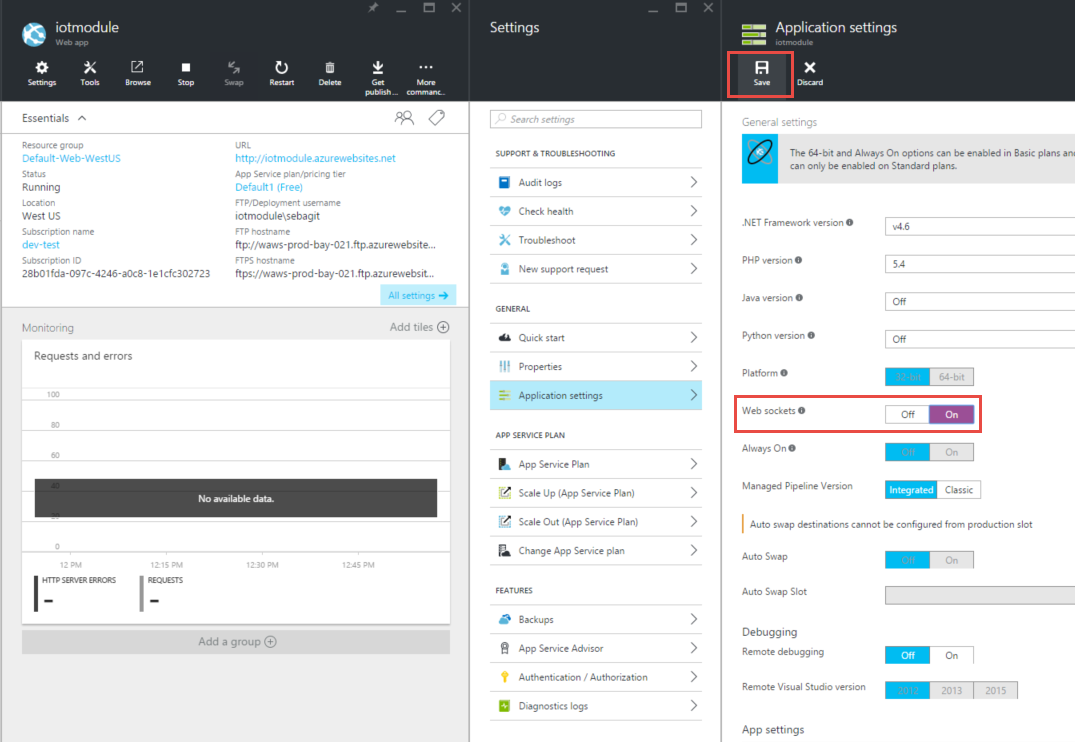 iotmodule
Web app
Settings
Tools
Browse
Stop
Swap
Restart
Delete
Get
publish...
More
commanc..
Essentials
Resource group
Default-Web-WestUS
Status
Running
Location
West US
Subscription name
dev-test
Subscription ID
28b01fda-097c-4246-a0c8-1e1cfc302723
URL
http://iotmodule.azurewebsites.net
App Service plan/pricing tier
Default1 (Free)
FTP/Deployment username
iotmodule\sebagit
FTP hostname
ftp://waws-prod-bay-021.ftp.azurewebsite...
FTPS hostname
ftps://waws-prod-bay-021.ftp.azurewebsit...
All settings
Monitoring
Add tiles
Requests and errors
100
80
60
40
20
0
No available data.
12 PM
12:15 PM
12:30 PM
12:45 PM
HTTP SERVER ERRORS
--
REQUESTS
--
Add a group
Settings
Search settings
SUPPORT & TROUBLESHOOTING
Audit logs
Check health
Troubleshoot
New support request
GENERAL
Quick start
Properties
Application settings
APP SERVICE PLAN
App Service Plan
Scale Up (App Service Plan)
Scale Out (App Service Plan)
Change App Service plan
FEATURES
Backups
App Service Advisor
Authentication / Authorization
Diagnostics logs
Application settings
iotmodule
Save
Discard
General settings
The 64-bit and Always On options can be enabled in Basic plans and
can only be enabled on Standard plans.
.NET Framework version
v4.6
PHP version
5.4
Java version
Off
Python version
Off
Platform
32-bit 64-bit
Web sockets
Off On
Always On
Off On
Managed Pipeline Version
Integrated Classic
Auto swap destinations cannot be configured from production slot
Auto Swap
Off On
Auto Swap Slot
Debugging
Remote debugging
Off On
Remote Visual Studio version
2012 2013 2015
App settings